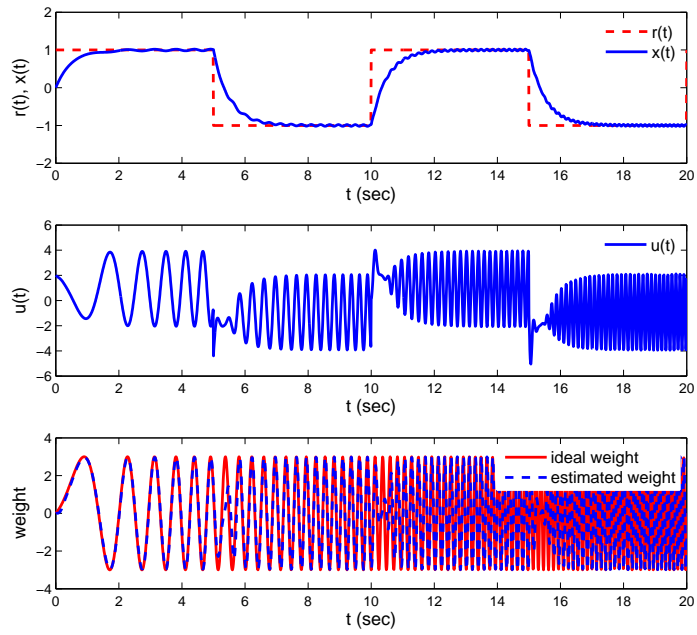 2
1
0
−1
−2
r(t), x(t)
r(t)
x(t)
0 2 4 6 8 10 12 14 16 18 20
t (sec)
6
4
2
0
−2
−4
−6
u(t)
u(t)
0 2 4 6 8 10 12 14 16 18 20
t (sec)
4
2
0
−2
−4
weight
ideal weight
estimated weight
0 2 4 6 8 10 12 14 16 18 20
t (sec)